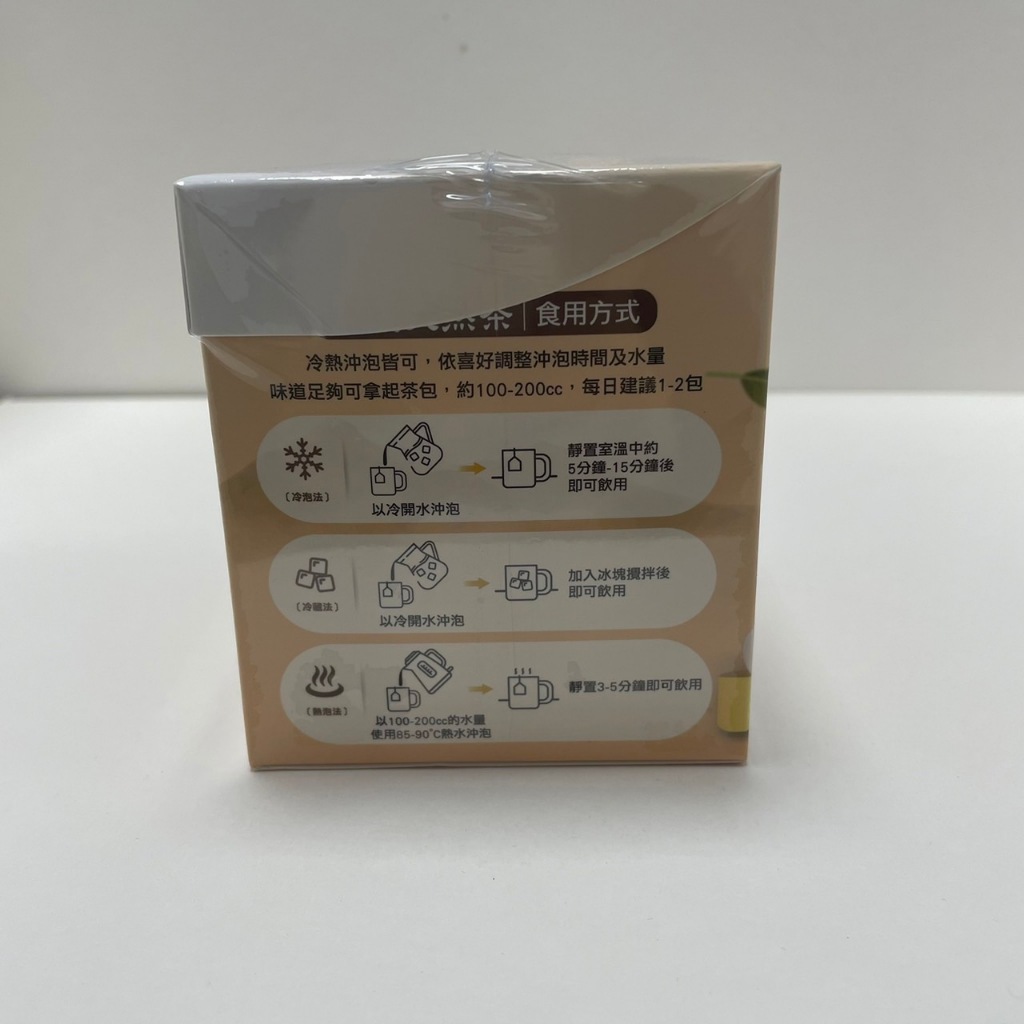 茶｜食用方式
冷熱沖泡皆可，依喜好調整沖泡時間及水量
味道足夠可拿起茶包，約100-200cc，每日建議1-2包
〔冷泡法〕
以冷開水沖泡
靜置室溫中約
5分鐘-15分鐘後
即可飲用
〔冷磁法〕
以冷開水沖泡
加入冰塊攪拌後
即可飲用
〔熱泡法〕
以100-200cc的水量
使用85-90°C熱水沖泡
靜置3-5分鐘即可飲用